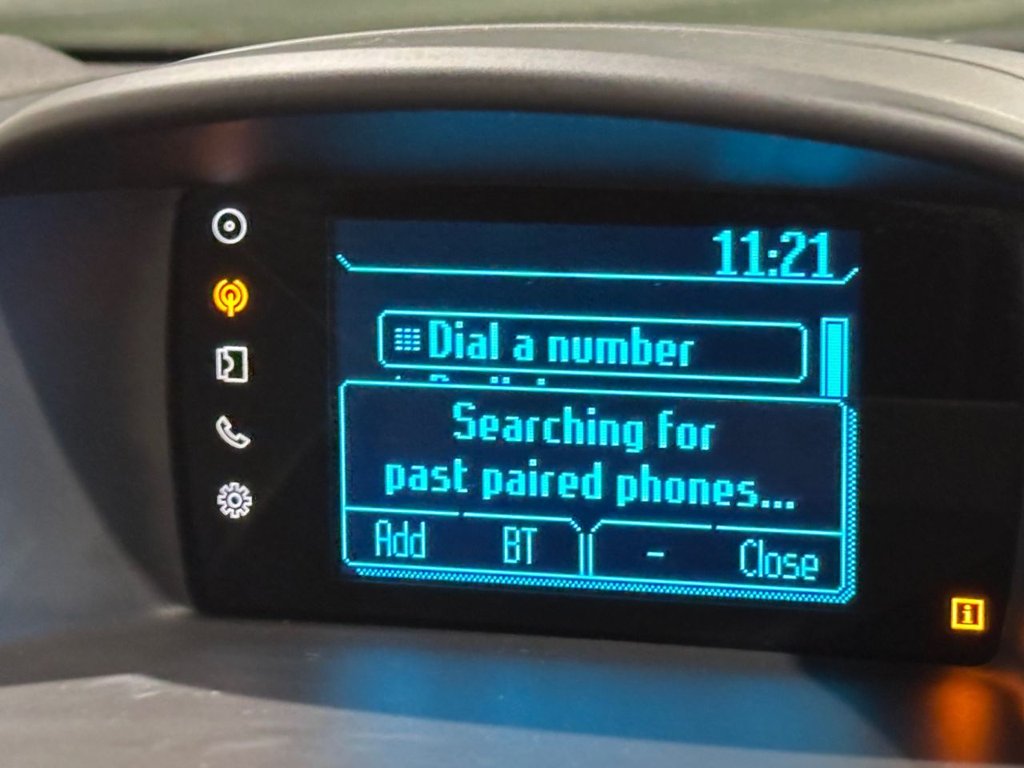 11:21
Dial a number
Searching for
past paired phones...
Add BT - Close
i